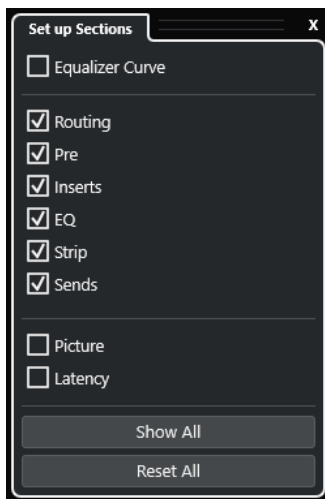 Set up Sections
x
Equalizer Curve
Routing
Pre
Inserts
EQ
Strip
Sends
Picture
Latency
Show All
Reset All